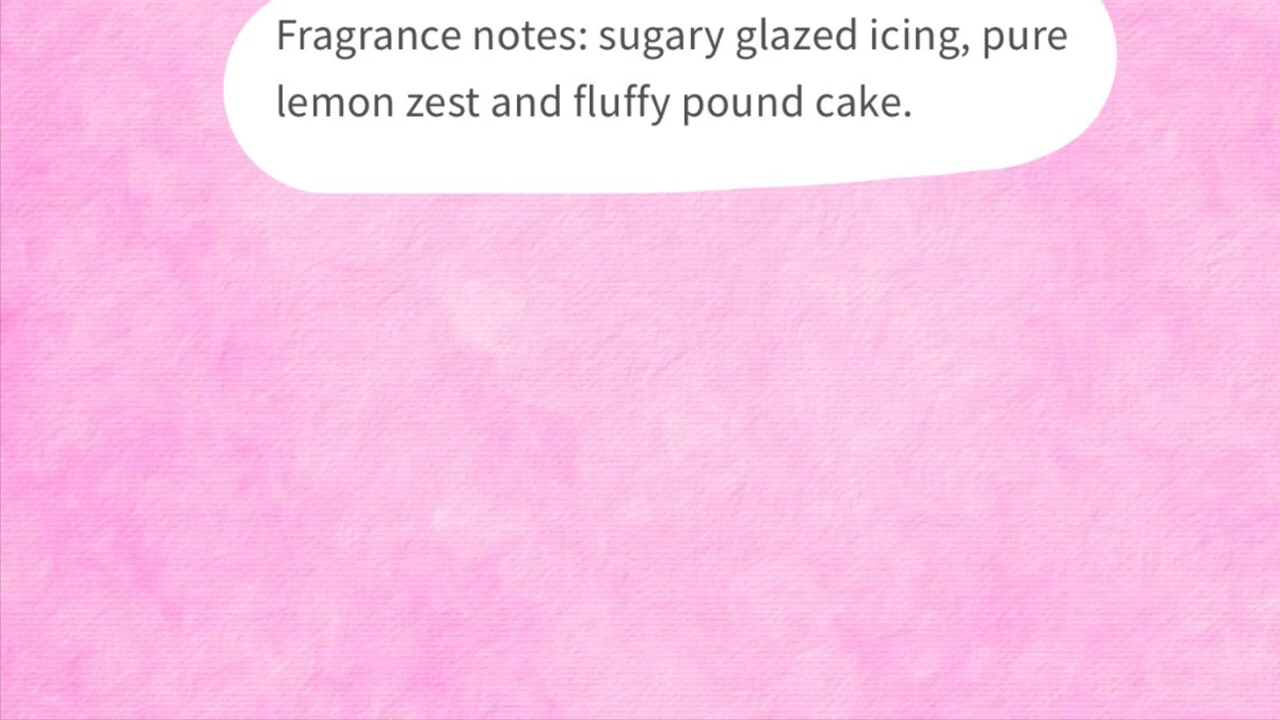 Fragrance notes: sugary glazed icing, pure
lemon zest and fluffy pound cake.